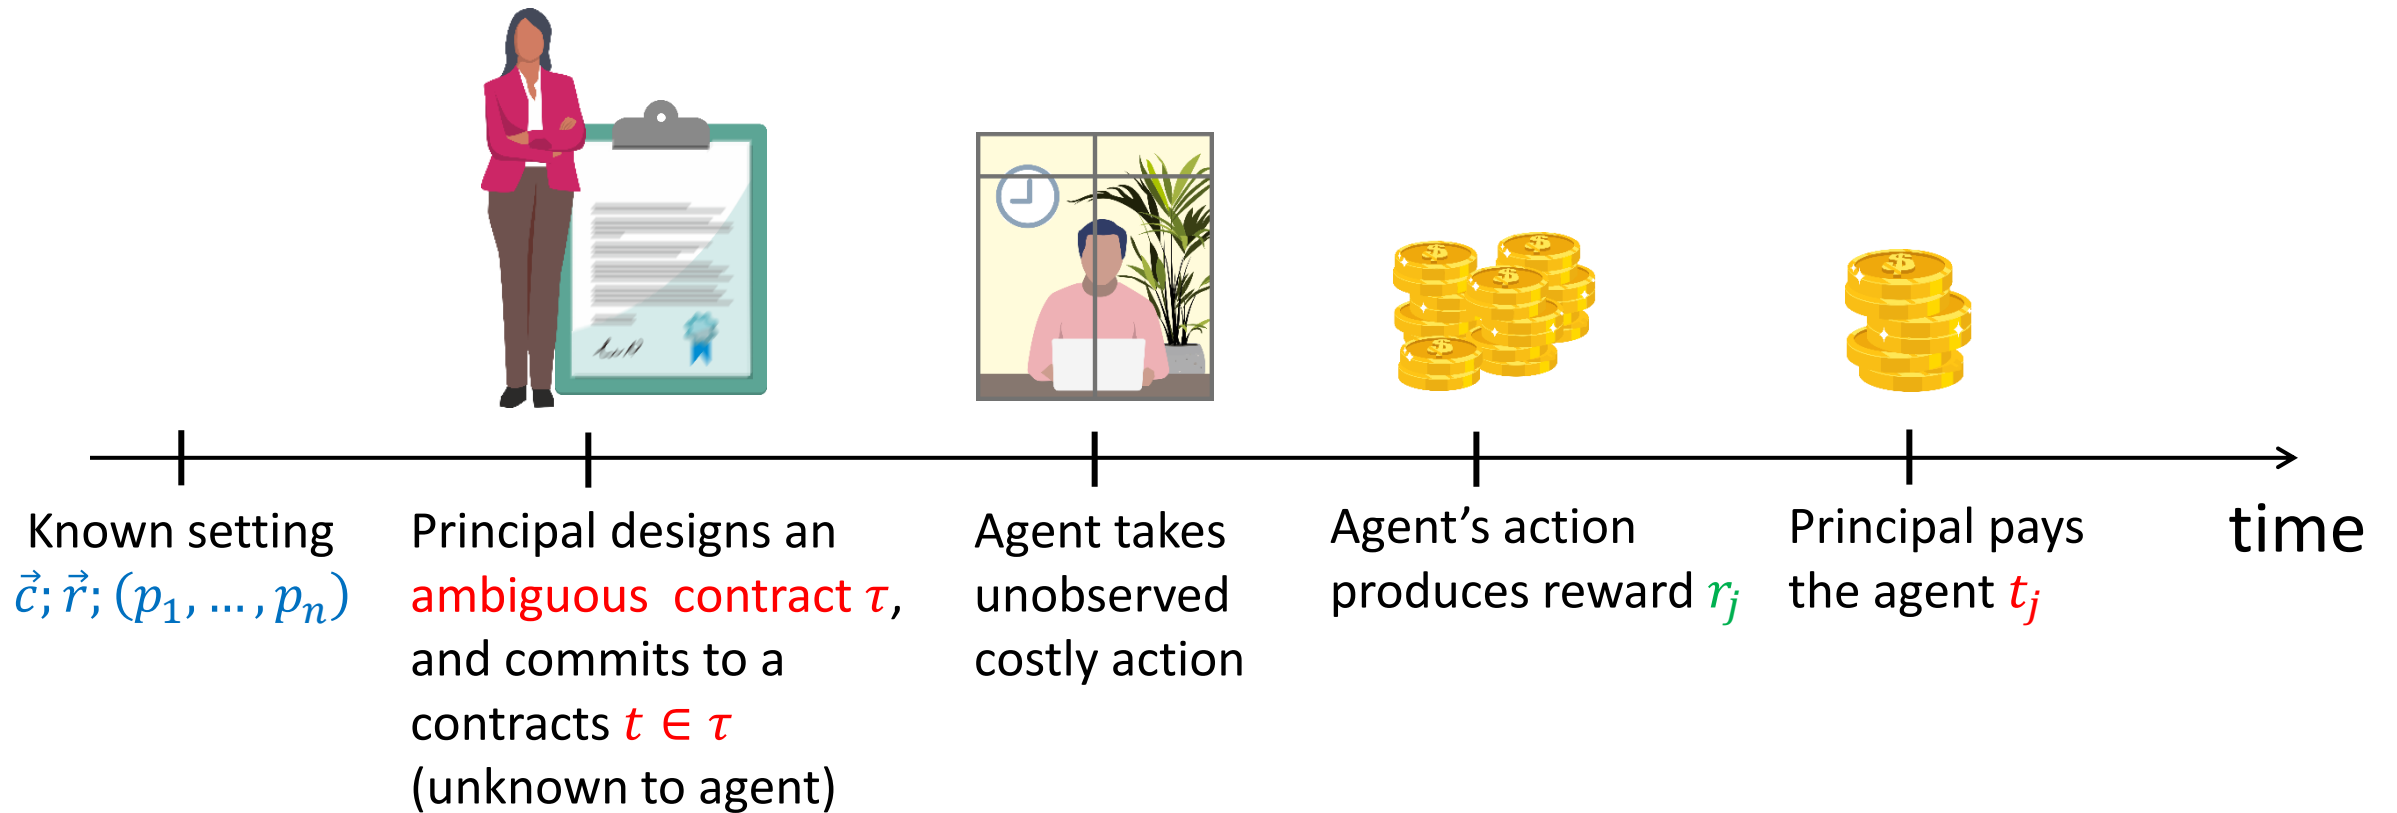 Known setting
c⃗; r⃗; (p₁, …, pₙ)
Principal designs an
ambiguous contract τ,
and commits to a
contracts t ∈ τ
(unknown to agent)
Agent takes
unobserved
costly action
Agent’s action
produces reward rⱼ
Principal pays
the agent tⱼ
time